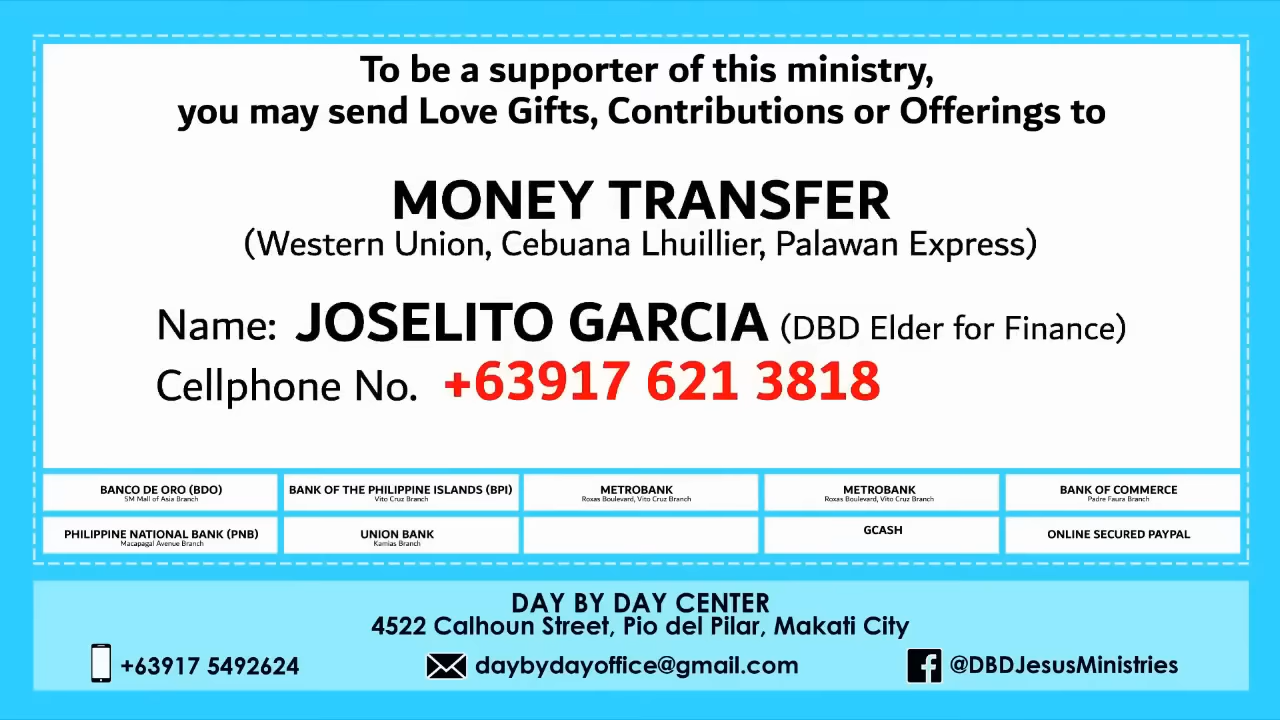 To be a supporter of this ministry,
you may send Love Gifts, Contributions or Offerings to
MONEY TRANSFER
(Western Union, Cebuana Lhuillier, Palawan Express)
Name: JOSELITO GARCIA (DBD Elder for Finance)
Cellphone No. +63917 621 3818
BANCO DE ORO (BDO)
SM Mall of Asia Branch
BANK OF THE PHILIPPINE ISLANDS (BPI)
Vito Cruz Branch
METROBANK
Roxas Boulevard, Vito Cruz Branch
METROBANK
Roxas Boulevard, Vito Cruz Branch
BANK OF COMMERCE
Padre Faura Branch
PHILIPPINE NATIONAL BANK (PNB)
Macapagal Avenue Branch
UNION BANK
Kamias Branch
GCASH
ONLINE SECURED PAYPAL
DAY BY DAY CENTER
4522 Calhoun Street, Pio del Pilar, Makati City
+63917 5492624
daybydayoffice@gmail.com
@DBDJesusMinistries